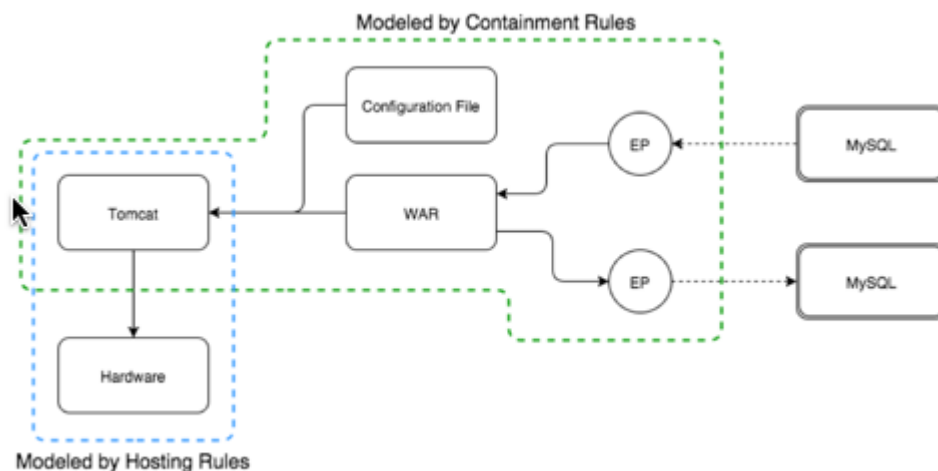 Modeled by Containment Rules
Configuration File
EP
MySQL
Tomcat
WAR
EP
MySQL
Hardware
Modeled by Hosting Rules